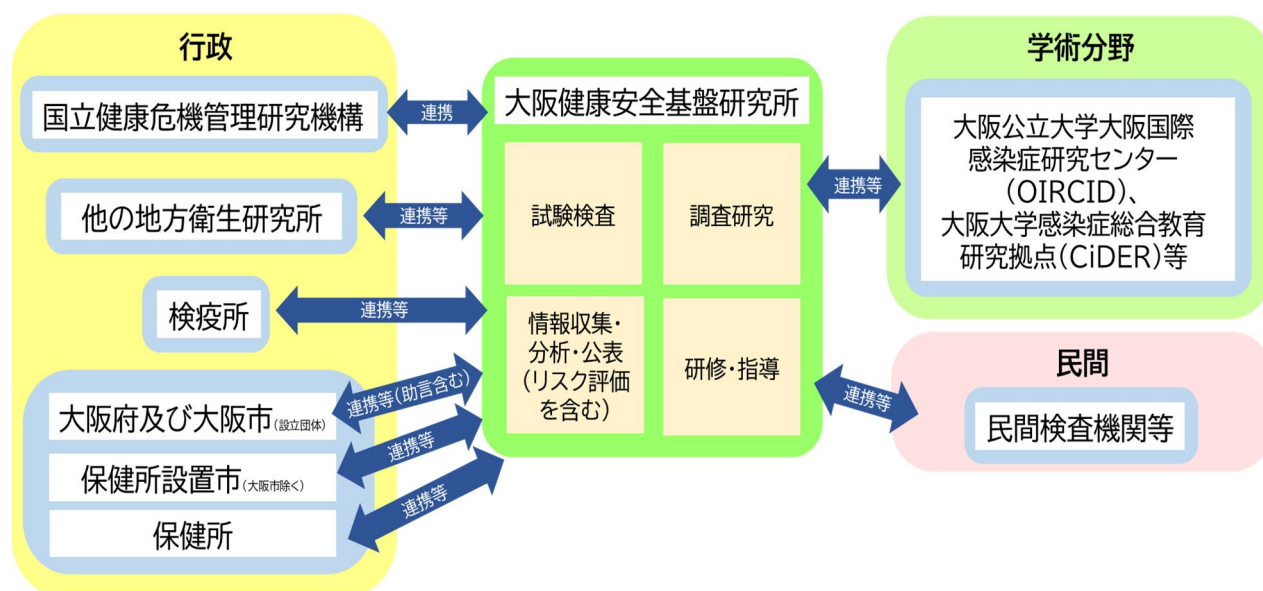 行政
国立健康危機管理研究機構
連携
他の地方衛生研究所
連携等
検疫所
連携等
大阪府及び大阪市(設立団体)
連携等(助言含む)
保健所設置市(大阪市除く)
連携等
保健所
連携等
大阪健康安全基盤研究所
試験検査
調査研究
情報収集・
分析・公表
(リスク評価
を含む)
研修・指導
学術分野
連携等
大阪公立大学大阪国際
感染症研究センター
(OIRCID)、
大阪大学感染症総合教育
研究拠点(CiDER)等
民間
連携等
民間検査機関等